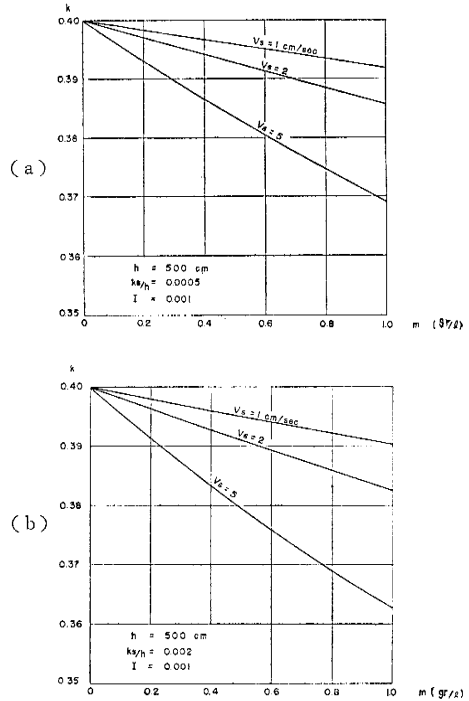 k
0.40
0.39
0.38
0.37
0.36
0.35
Vs = 1 cm/sec
Vs = 2
Vs = 5
(a)
h = 500 cm
ks/h = 0.0005
I = 0.001
0 0.2 0.4 0.6 0.8 1.0 m (gr/l)
k
0.40
0.39
0.38
0.37
0.36
0.35
Vs = 1 cm/sec
Vs = 2
Vs = 5
(b)
h = 500 cm
ks/h = 0.002
I = 0.001
0 0.2 0.4 0.6 0.8 1.0 m (gr/l)